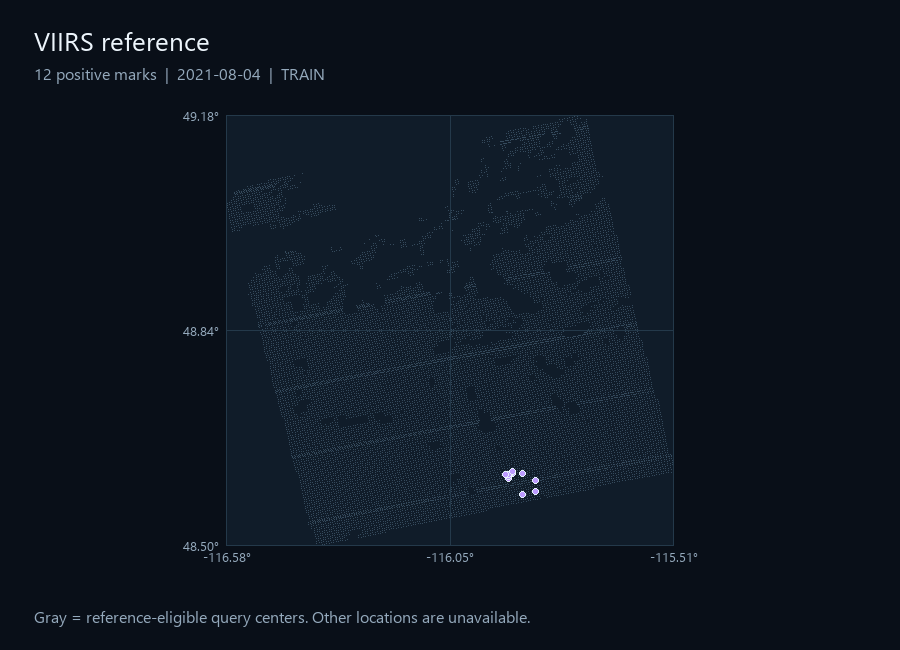 VIIRS reference
12 positive marks | 2021-08-04 | TRAIN
49.18°
48.84°
48.50°
-116.58°
-116.05°
-115.51°
Gray = reference-eligible query centers. Other locations are unavailable.